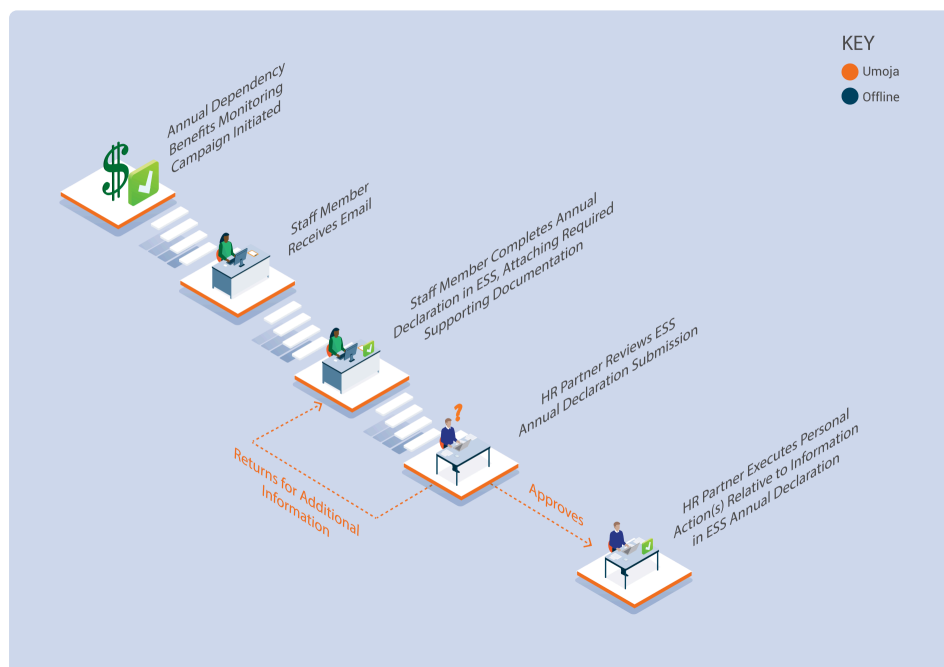 KEY
Umoja
Offline
Annual Dependency
Benefits Monitoring
Campaign Initiated
Staff Member
Receives Email
Staff Member Completes Annual
Declaration in ESS, Attaching Required
Supporting Documentation
HR Partner Reviews ESS
Annual Declaration Submission
Returns for Additional
Information
Approves
HR Partner Executes Personal
Action(s) Relative to Information
in ESS Annual Declaration
$
?